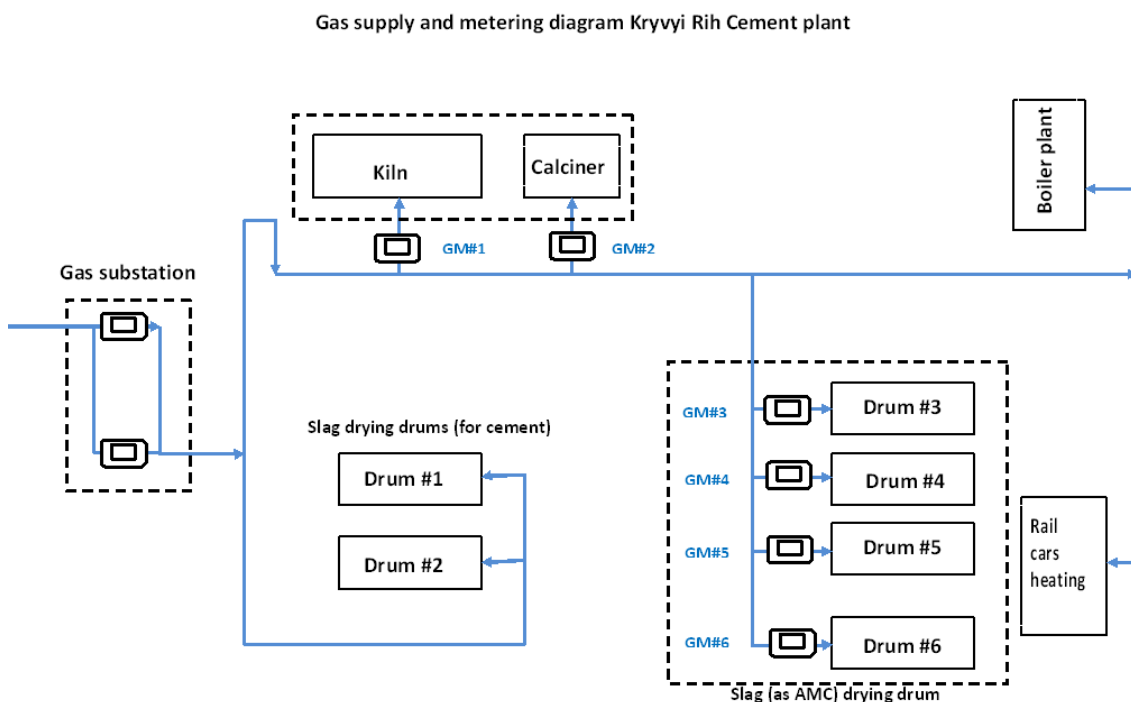 Gas supply and metering diagram Kryvyi Rih Cement plant
Kiln
Calciner
Boiler plant
GM#1
GM#2
Gas substation
Slag drying drums (for cement)
Drum #1
Drum #2
GM#3
Drum #3
GM#4
Drum #4
GM#5
Drum #5
GM#6
Drum #6
Rail
cars
heating
Slag (as AMC) drying drum